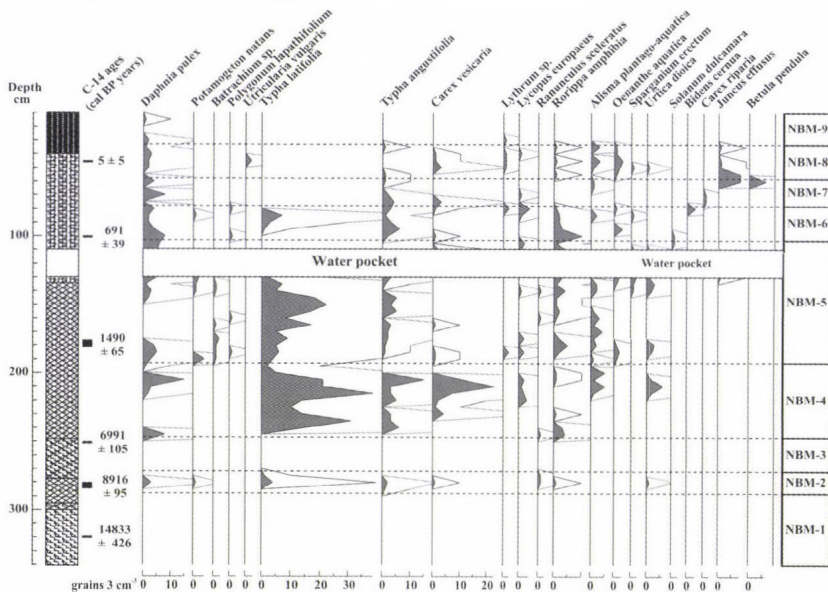 Depth
cm
C-14 ages
(cal BP years)
Daphnia pulex
Potamogeton natans
Batrachium sp.
Polygonum lapathifolium
Utricularia vulgaris
Typha latifolia
Typha angustifolia
Carex vesicaria
Lythrum sp.
Lycopus europaeus
Ranunculus sceleratus
Rorippa amphibia
Alisma plantago-aquatica
Oenanthe aquatica
Sparganium erectum
Urtica dioica
Solanum dulcamara
Bidens cernua
Carex riparia
Juncus effusus
Betula pendula
NBM-9
NBM-8
NBM-7
NBM-6
NBM-5
NBM-4
NBM-3
NBM-2
NBM-1
5 ± 5
691
± 39
100
Water pocket
Water pocket
1490
± 65
200
6991
± 105
8916
± 95
300
14833
± 426
grains 3 cm⁻³
0 10
0 0 0 0
0 10 20 30
0 10
0 10 20
0 0 0 0 0 0 0 0 0 0 0 0 0